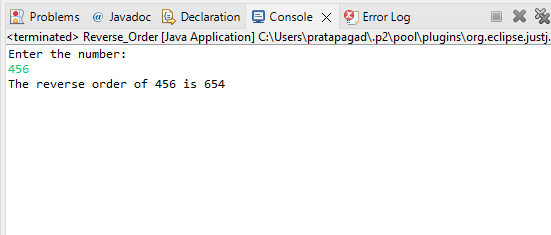 Problems @ Javadoc Declaration Console Error Log
<terminated> Reverse_Order [Java Application] C:\Users\pratapagad\.p2\pool\plugins\org.eclipse.justj.
Enter the number:
456
The reverse order of 456 is 654